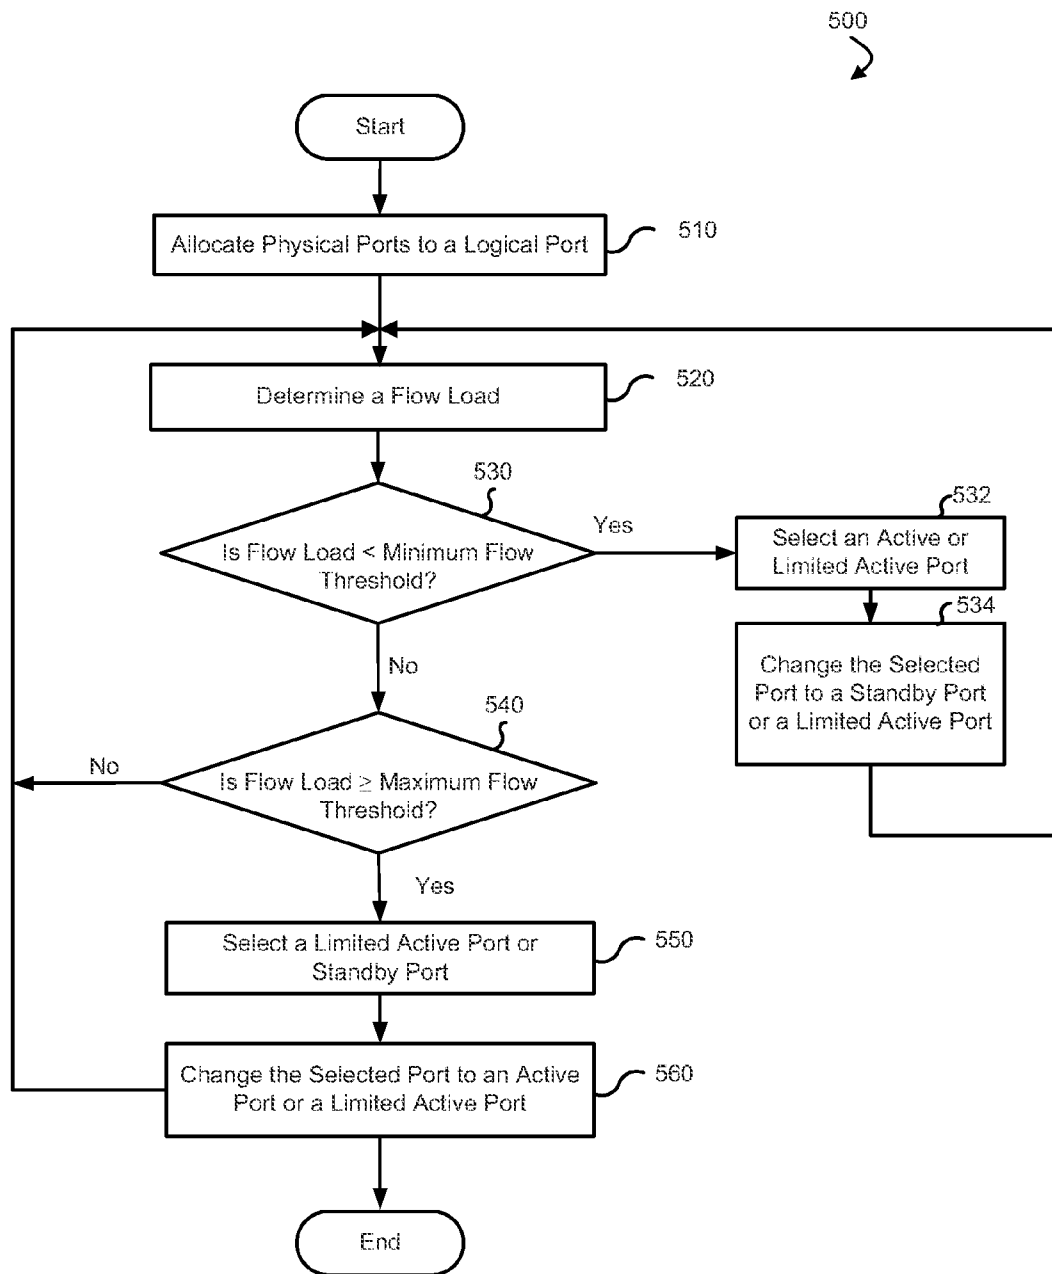 500
Start
Allocate Physical Ports to a Logical Port
510
Determine a Flow Load
520
530
Is Flow Load < Minimum Flow
Threshold?
Yes
532
Select an Active or
Limited Active Port
534
Change the Selected
Port to a Standby Port
or a Limited Active Port
No
540
Is Flow Load ≥ Maximum Flow
Threshold?
No
Yes
Select a Limited Active Port or
Standby Port
550
Change the Selected Port to an Active
Port or a Limited Active Port
560
End